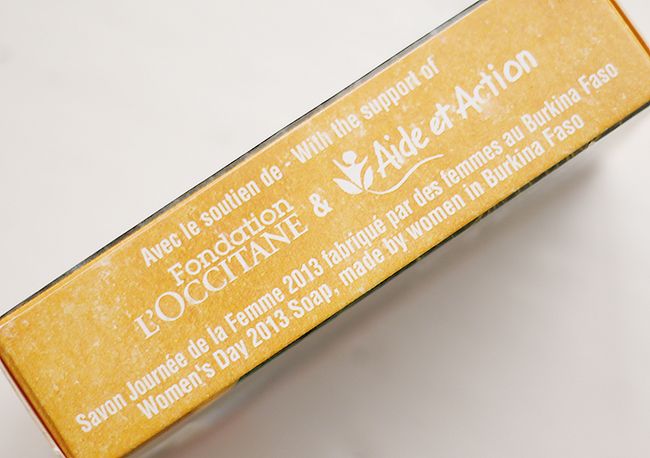 Avec le soutien de - With the support of
Fondation
L'OCCITANE & Aide et Action
Savon Journée de la Femme 2013 fabriqué par des femmes au Burkina Faso
Women's Day 2013 Soap, made by women in Burkina Faso